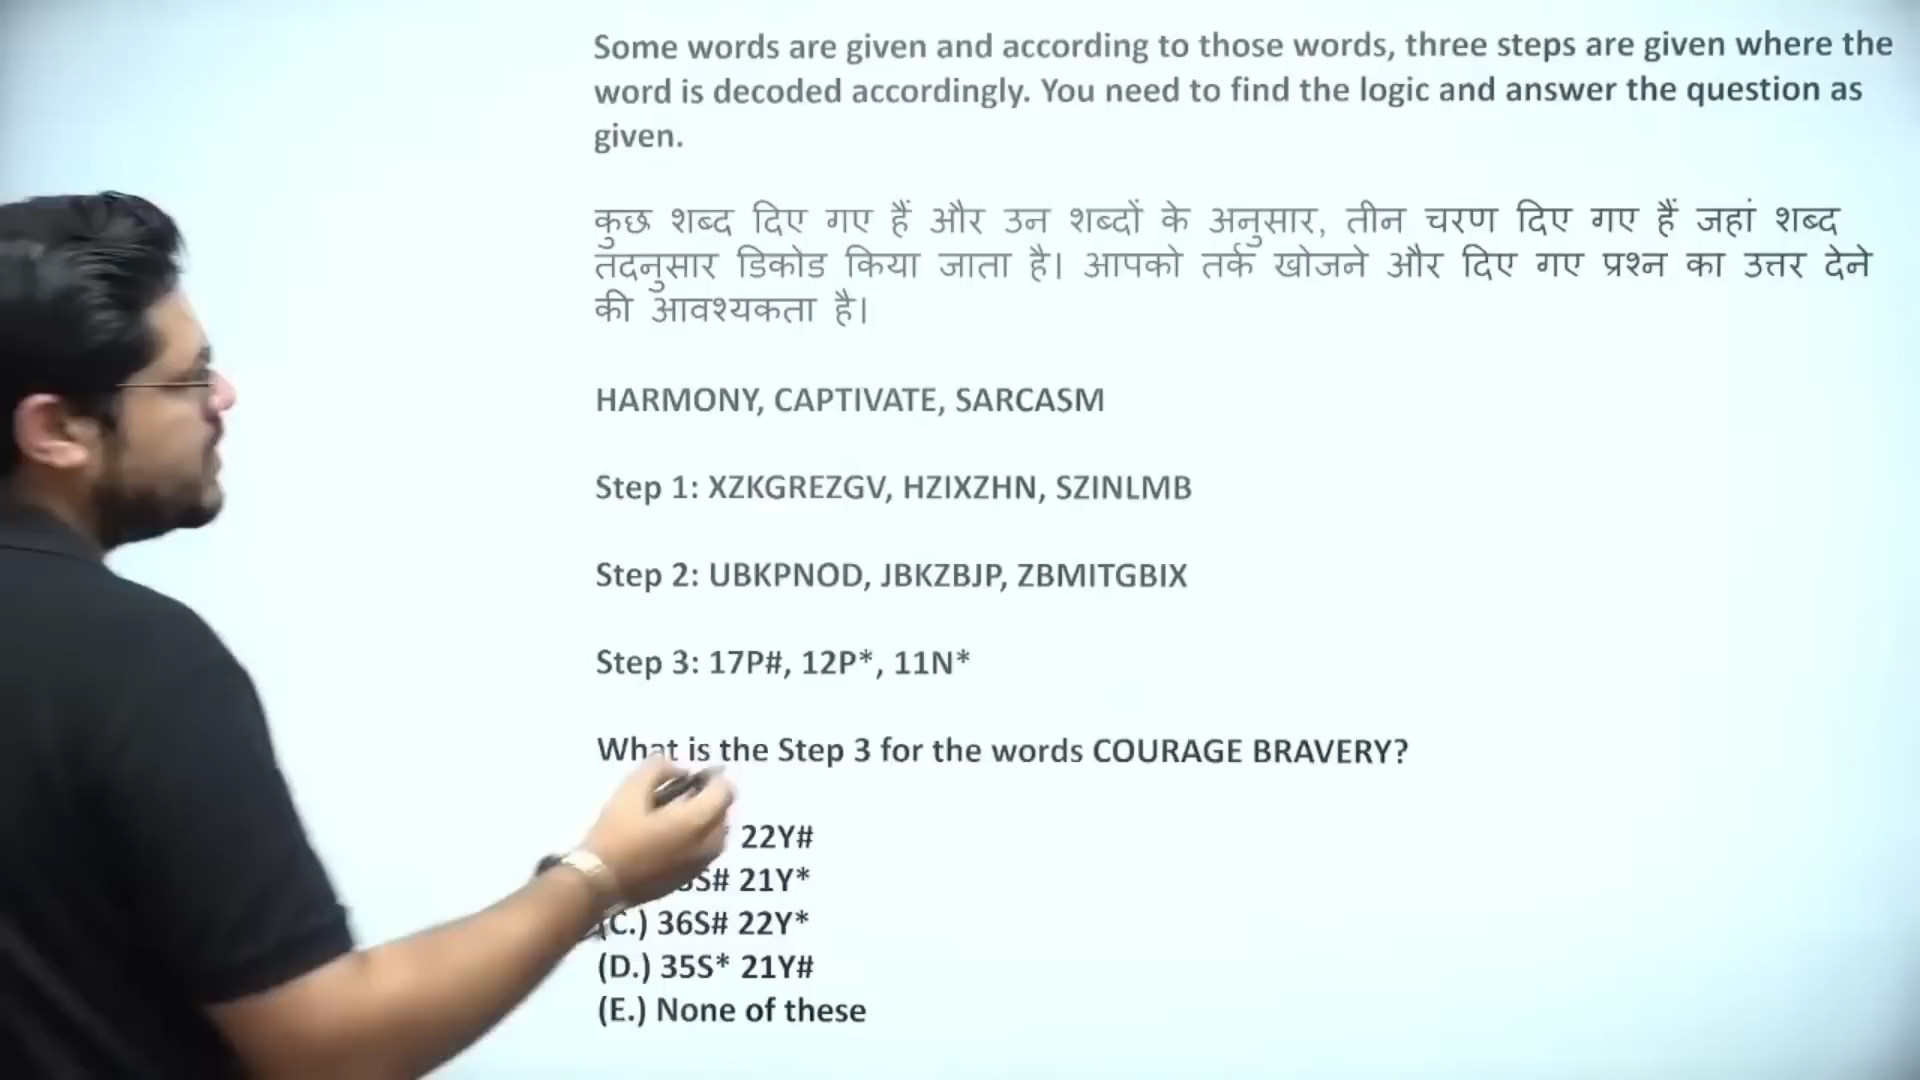 Some words are given and according to those words, three steps are given where the
word is decoded accordingly. You need to find the logic and answer the question as
given.
कुछ शब्द दिए गए हैं और उन शब्दों के अनुसार, तीन चरण दिए गए हैं जहां शब्द
तदनुसार डिकोड किया जाता है। आपको तर्क खोजने और दिए गए प्रश्न का उत्तर देने
की आवश्यकता है।
HARMONY, CAPTIVATE, SARCASM
Step 1: XZKGREZGV, HZIXZHN, SZINLMB
Step 2: UBKPNOD, JBKZBJP, ZBMITGBIX
Step 3: 17P#, 12P*, 11N*
What is the Step 3 for the words COURAGE BRAVERY?
22Y#
S# 21Y*
(C.) 36S# 22Y*
(D.) 35S* 21Y#
(E.) None of these